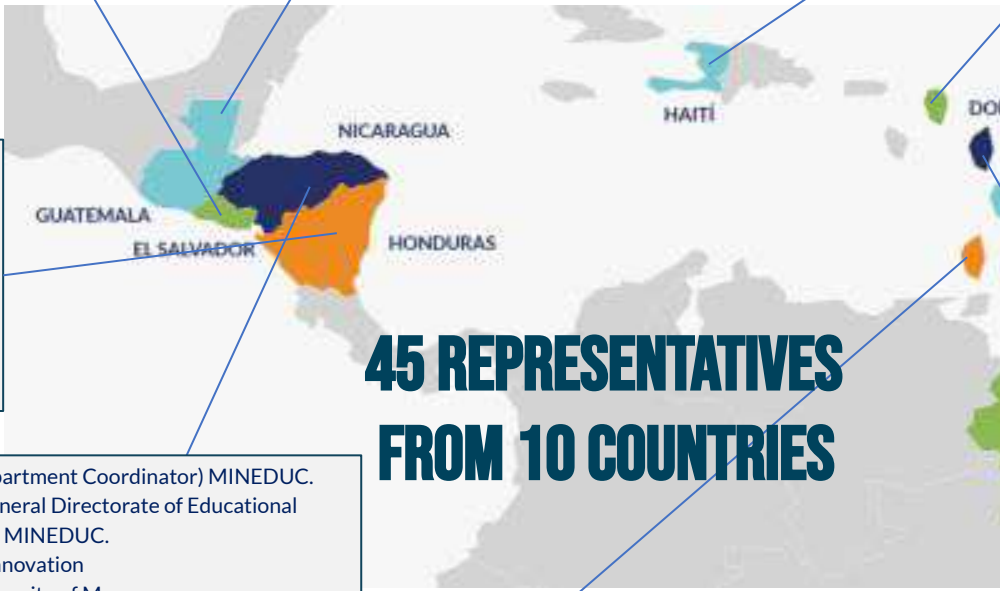 HAITÍ
NICARAGUA
GUATEMALA
EL SALVADOR
HONDURAS
45 REPRESENTATIVES
FROM 10 COUNTRIES
partment Coordinator) MINEDUC.
neral Directorate of Educational
MINEDUC.
nnovation